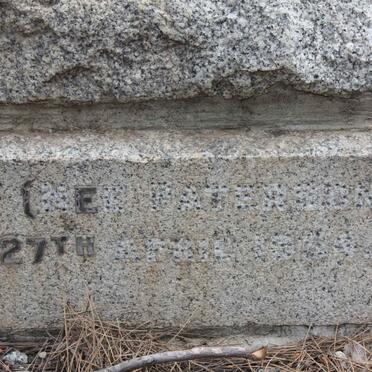 (NEE PATERSON
27TH APRIL